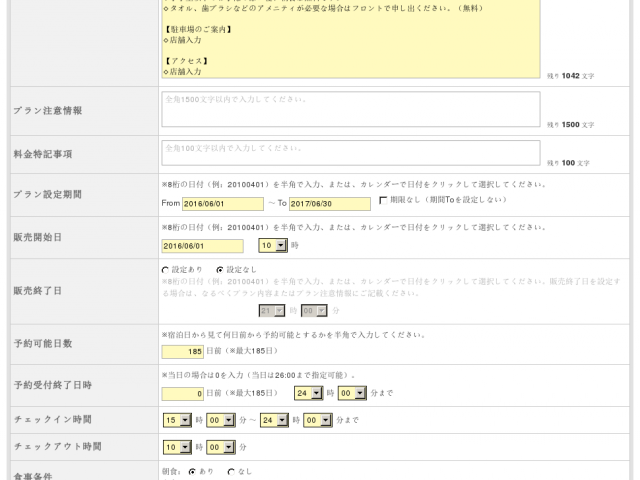 ◇タオル、歯ブラシなどのアメニティが必要な場合はフロントで申し出ください。（無料）
【駐車場のご案内】
◇店舗入力
【アクセス】
◇店舗入力
残り 1042 文字
プラン注意情報
全角1500文字以内で入力してください。
残り 1500 文字
料金特記事項
全角100文字以内で入力してください。
残り 100 文字
プラン設定期間
※8桁の日付（例：20100401）を半角で入力、または、カレンダーで日付をクリックして選択してください。
From 2016/06/01 ～ To 2017/06/30 期限なし（期間Toを設定しない）
販売開始日
※8桁の日付（例：20100401）を半角で入力、または、カレンダーで日付をクリックして選択してください。
2016/06/01 10 時
販売終了日
設定あり 設定なし
※8桁の日付（例：20100401）を半角で入力、または、カレンダーで日付をクリックして選択してください。販売終了日を設定す
る場合は、なるべくプラン内容またはプラン注意情報にご記載ください。
21 時 00 分
予約可能日数
※宿泊日から見て何日前から予約可能とするかを半角で入力してください。
185 日前（※最大185日）
予約受付終了日時
※当日の場合は0を入力（当日は26:00まで指定可能）。
0 日前（※最大185日） 24 時 00 分まで
チェックイン時間
15 時 00 分 ～ 24 時 00 分まで
チェックアウト時間
10 時 00 分
食事条件
朝食： あり なし